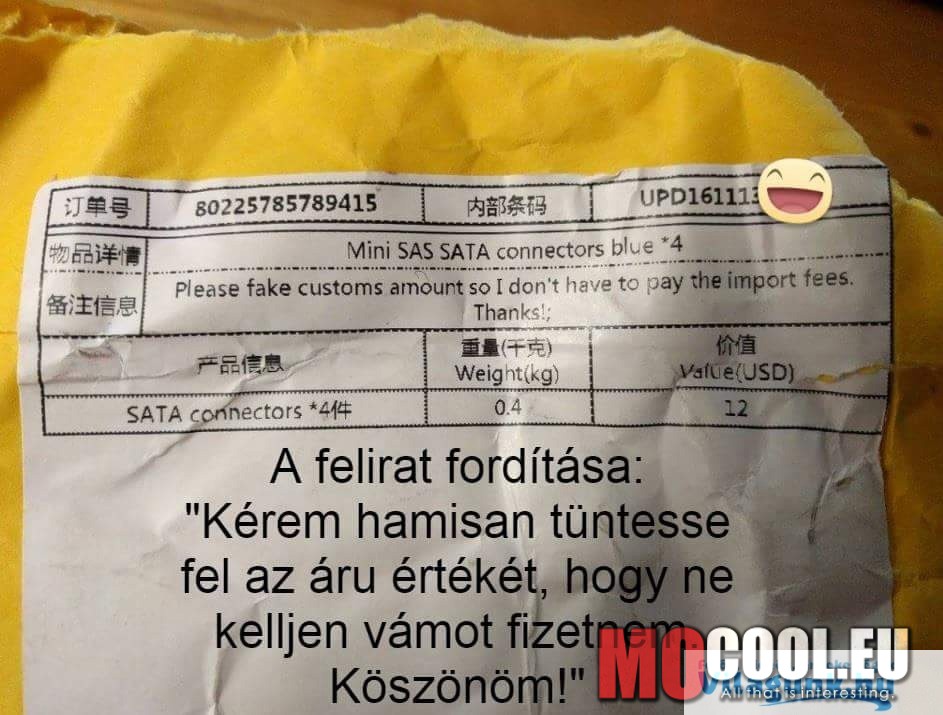 订单号 80225785789415 内部条码 UPD161113
物品详情 Mini SAS SATA connectors blue *4
备注信息 Please fake customs amount so I don't have to pay the import fees.
Thanks!;
产品信息 重量(千克) 价值
Weight(kg) Value(USD)
SATA connectors *4件 0.4 12
A felirat fordítása:
"Kérem hamisan tüntesse
fel az áru értékét, hogy ne
kelljen vámot fizetnem.
Köszönöm!"
MOCOOL.EU
All that is interesting.